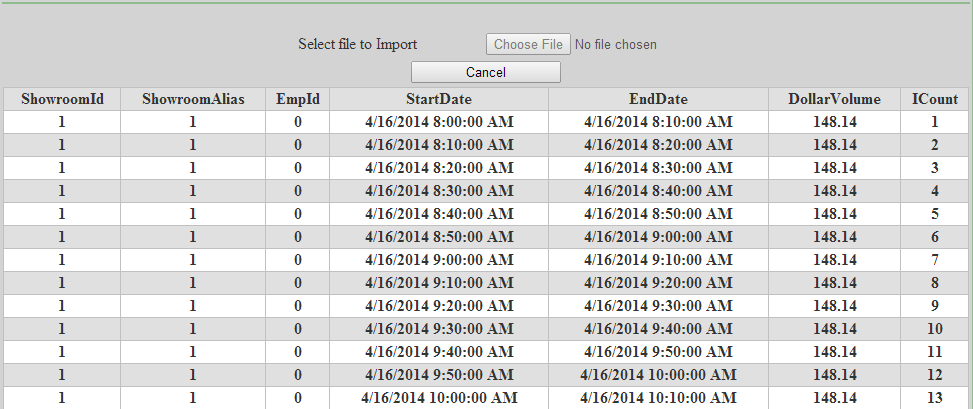 Select file to Import Choose File No file chosen
Cancel
ShowroomId ShowroomAlias EmpId StartDate EndDate DollarVolume ICount
1 1 0 4/16/2014 8:00:00 AM 4/16/2014 8:10:00 AM 148.14 1
1 1 0 4/16/2014 8:10:00 AM 4/16/2014 8:20:00 AM 148.14 2
1 1 0 4/16/2014 8:20:00 AM 4/16/2014 8:30:00 AM 148.14 3
1 1 0 4/16/2014 8:30:00 AM 4/16/2014 8:40:00 AM 148.14 4
1 1 0 4/16/2014 8:40:00 AM 4/16/2014 8:50:00 AM 148.14 5
1 1 0 4/16/2014 8:50:00 AM 4/16/2014 9:00:00 AM 148.14 6
1 1 0 4/16/2014 9:00:00 AM 4/16/2014 9:10:00 AM 148.14 7
1 1 0 4/16/2014 9:10:00 AM 4/16/2014 9:20:00 AM 148.14 8
1 1 0 4/16/2014 9:20:00 AM 4/16/2014 9:30:00 AM 148.14 9
1 1 0 4/16/2014 9:30:00 AM 4/16/2014 9:40:00 AM 148.14 10
1 1 0 4/16/2014 9:40:00 AM 4/16/2014 9:50:00 AM 148.14 11
1 1 0 4/16/2014 9:50:00 AM 4/16/2014 10:00:00 AM 148.14 12
1 1 0 4/16/2014 10:00:00 AM 4/16/2014 10:10:00 AM 148.14 13